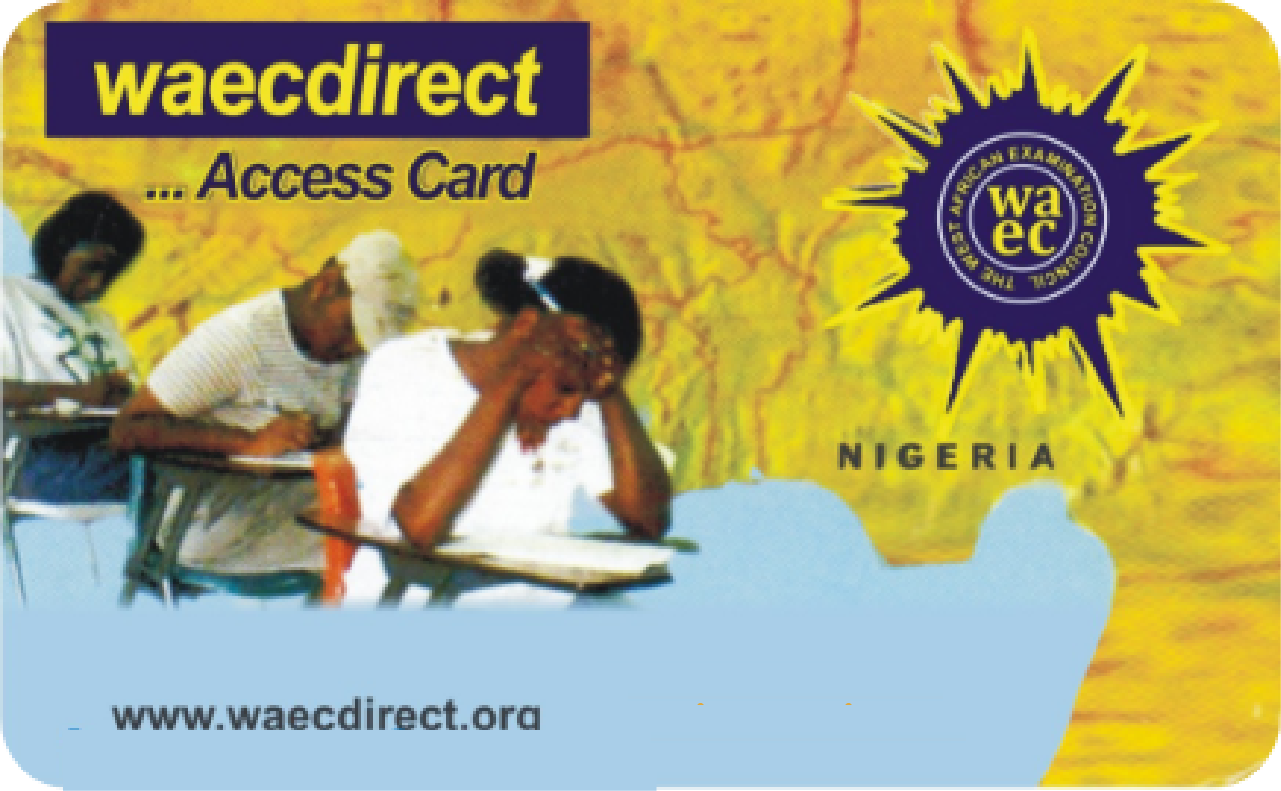 waecdirect
... Access Card
THE WEST AFRICAN EXAMINATION COUNCIL
wa
ec
NIGERIA
www.waecdirect.org